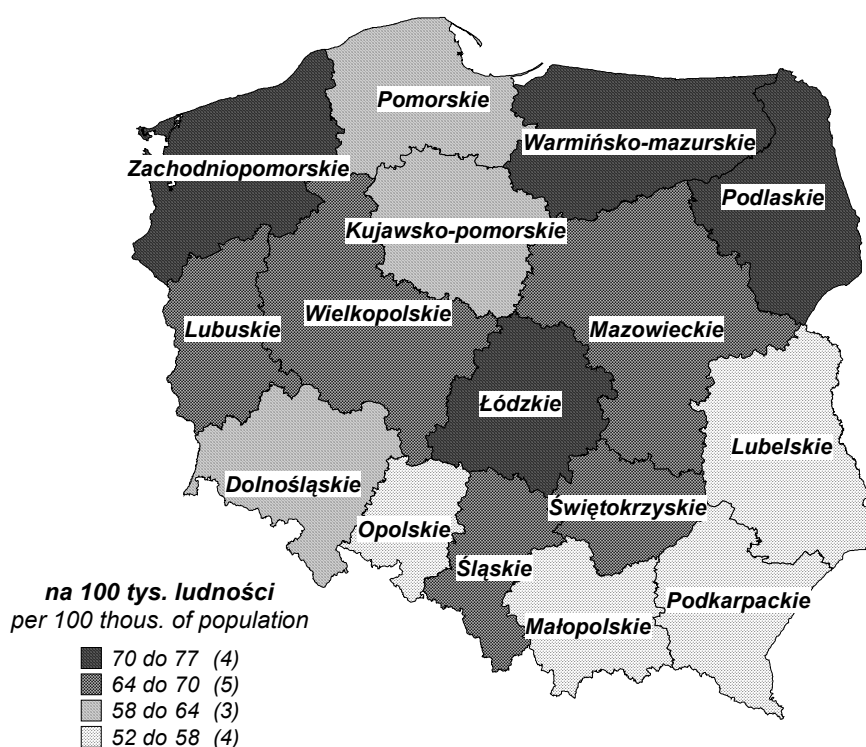 Pomorskie
Warmińsko-mazurskie
Zachodniopomorskie
Podlaskie
Kujawsko-pomorskie
Wielkopolskie
Mazowieckie
Lubuskie
Łódzkie
Lubelskie
Dolnośląskie
Opolskie
Świętokrzyskie
Śląskie
Podkarpackie
Małopolskie
na 100 tys. ludności
per 100 thous. of population
70 do 77 (4)
64 do 70 (5)
58 do 64 (3)
52 do 58 (4)